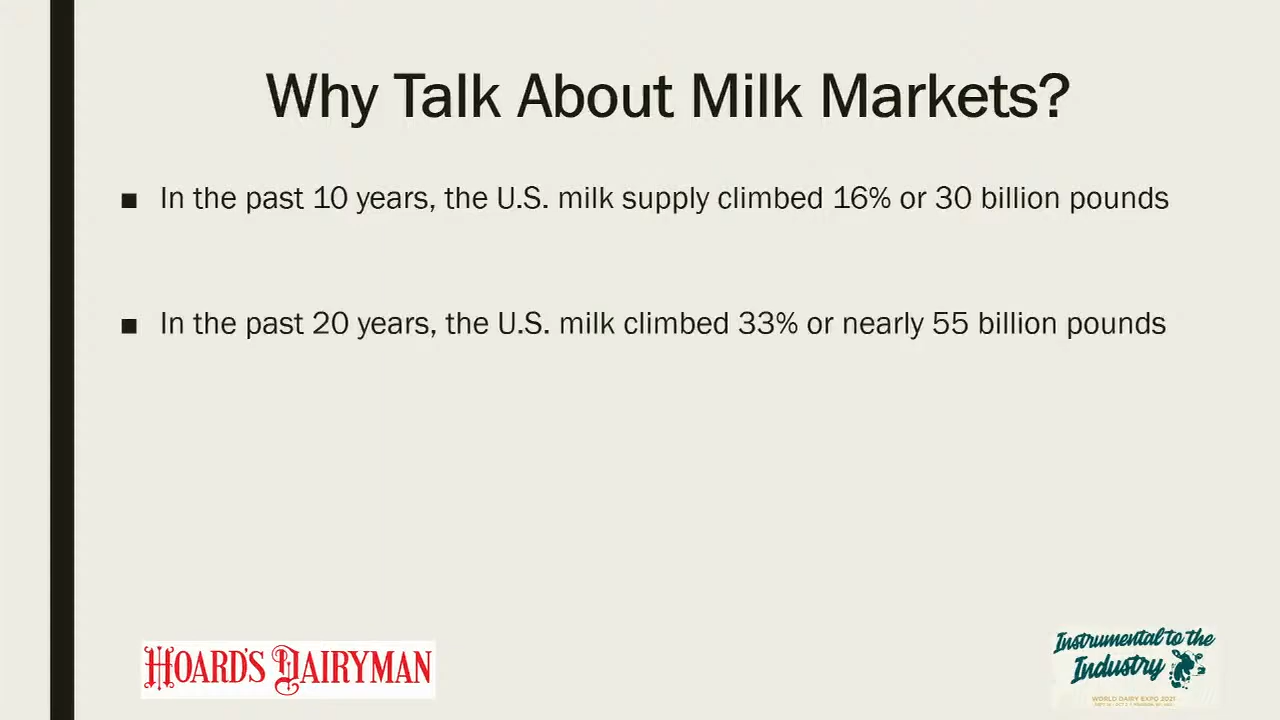 Why Talk About Milk Markets?
■ In the past 10 years, the U.S. milk supply climbed 16% or 30 billion pounds
■ In the past 20 years, the U.S. milk climbed 33% or nearly 55 billion pounds
HOARD'S DAIRYMAN
Instrumental to the
Industry
WORLD DAIRY EXPO 2021